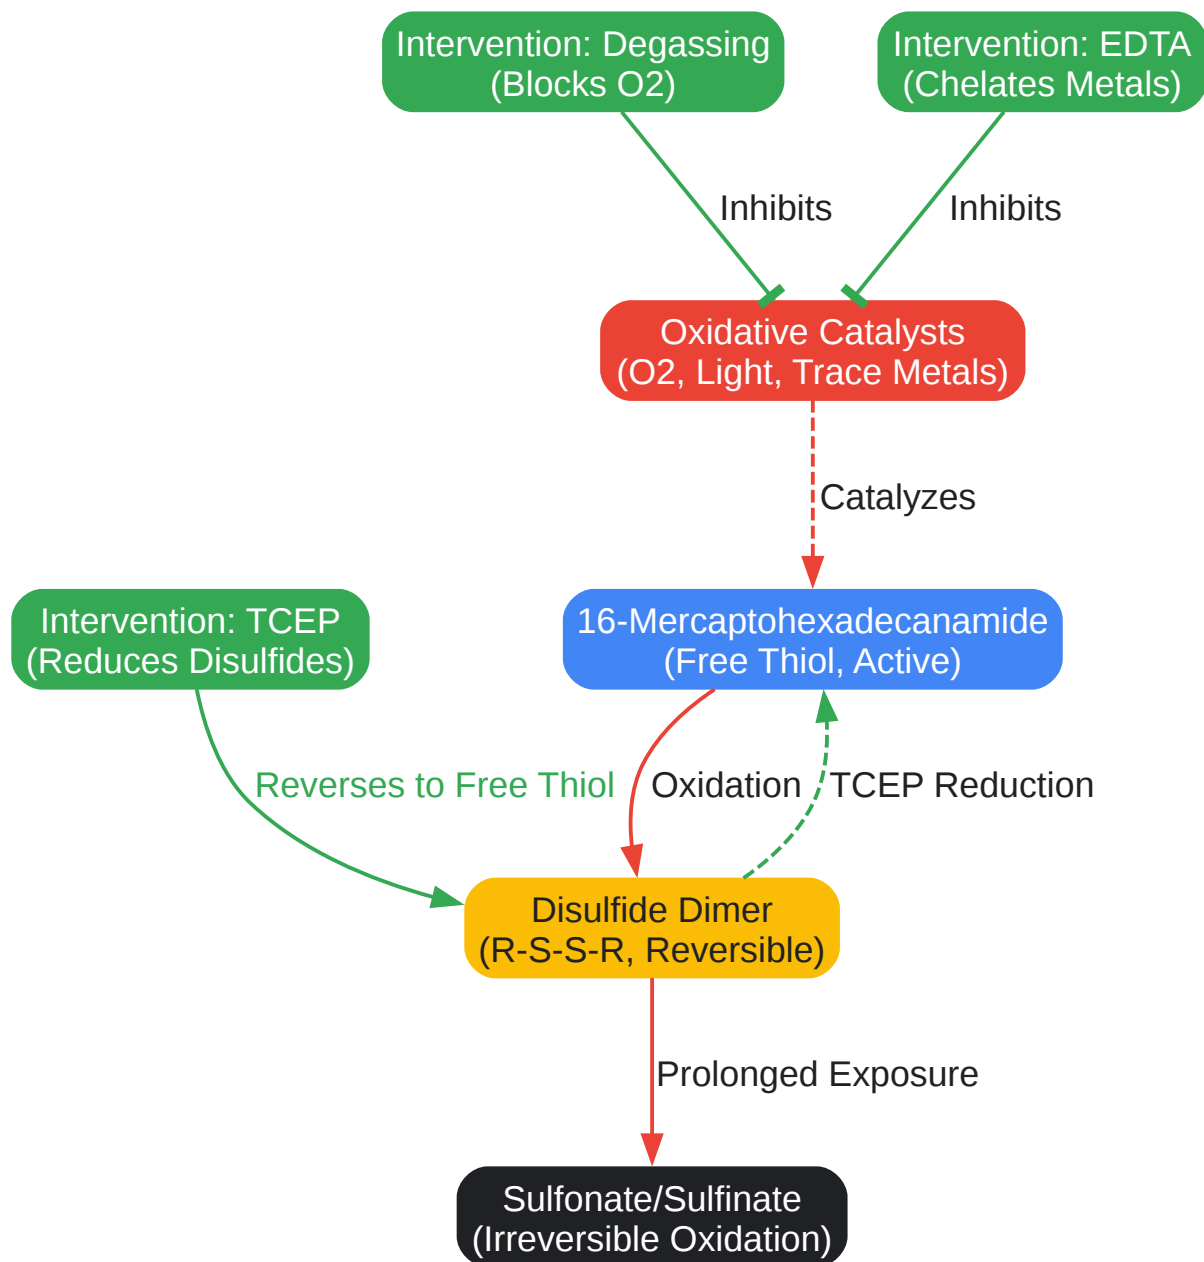 Intervention: Degassing
(Blocks O2)
Intervention: EDTA
(Chelates Metals)
Inhibits
Inhibits
Oxidative Catalysts
(O2, Light, Trace Metals)
Catalyzes
Intervention: TCEP
(Reduces Disulfides)
16-Mercaptohexadecanamide
(Free Thiol, Active)
Reverses to Free Thiol
Oxidation
TCEP Reduction
Disulfide Dimer
(R-S-S-R, Reversible)
Prolonged Exposure
Sulfonate/Sulfinate
(Irreversible Oxidation)